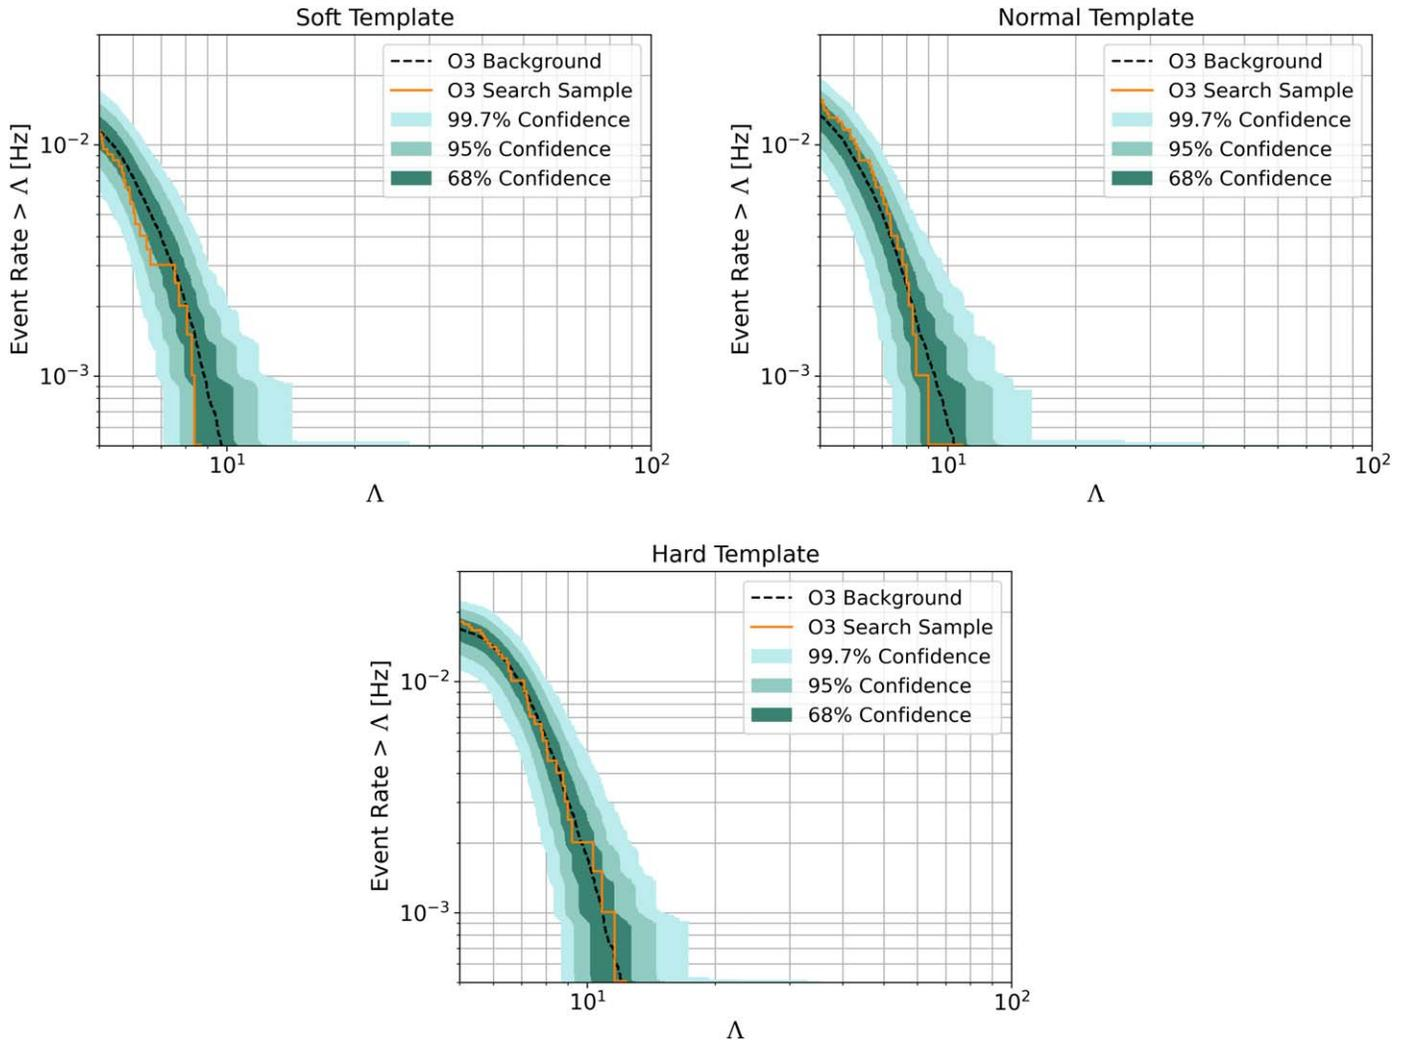 Soft Template
Event Rate > Λ [Hz]
10⁻²
10⁻³
10¹
10²
Λ
O3 Background
O3 Search Sample
99.7% Confidence
95% Confidence
68% Confidence
Normal Template
Event Rate > Λ [Hz]
10⁻²
10⁻³
10¹
10²
Λ
O3 Background
O3 Search Sample
99.7% Confidence
95% Confidence
68% Confidence
Hard Template
Event Rate > Λ [Hz]
10⁻²
10⁻³
10¹
10²
Λ
O3 Background
O3 Search Sample
99.7% Confidence
95% Confidence
68% Confidence